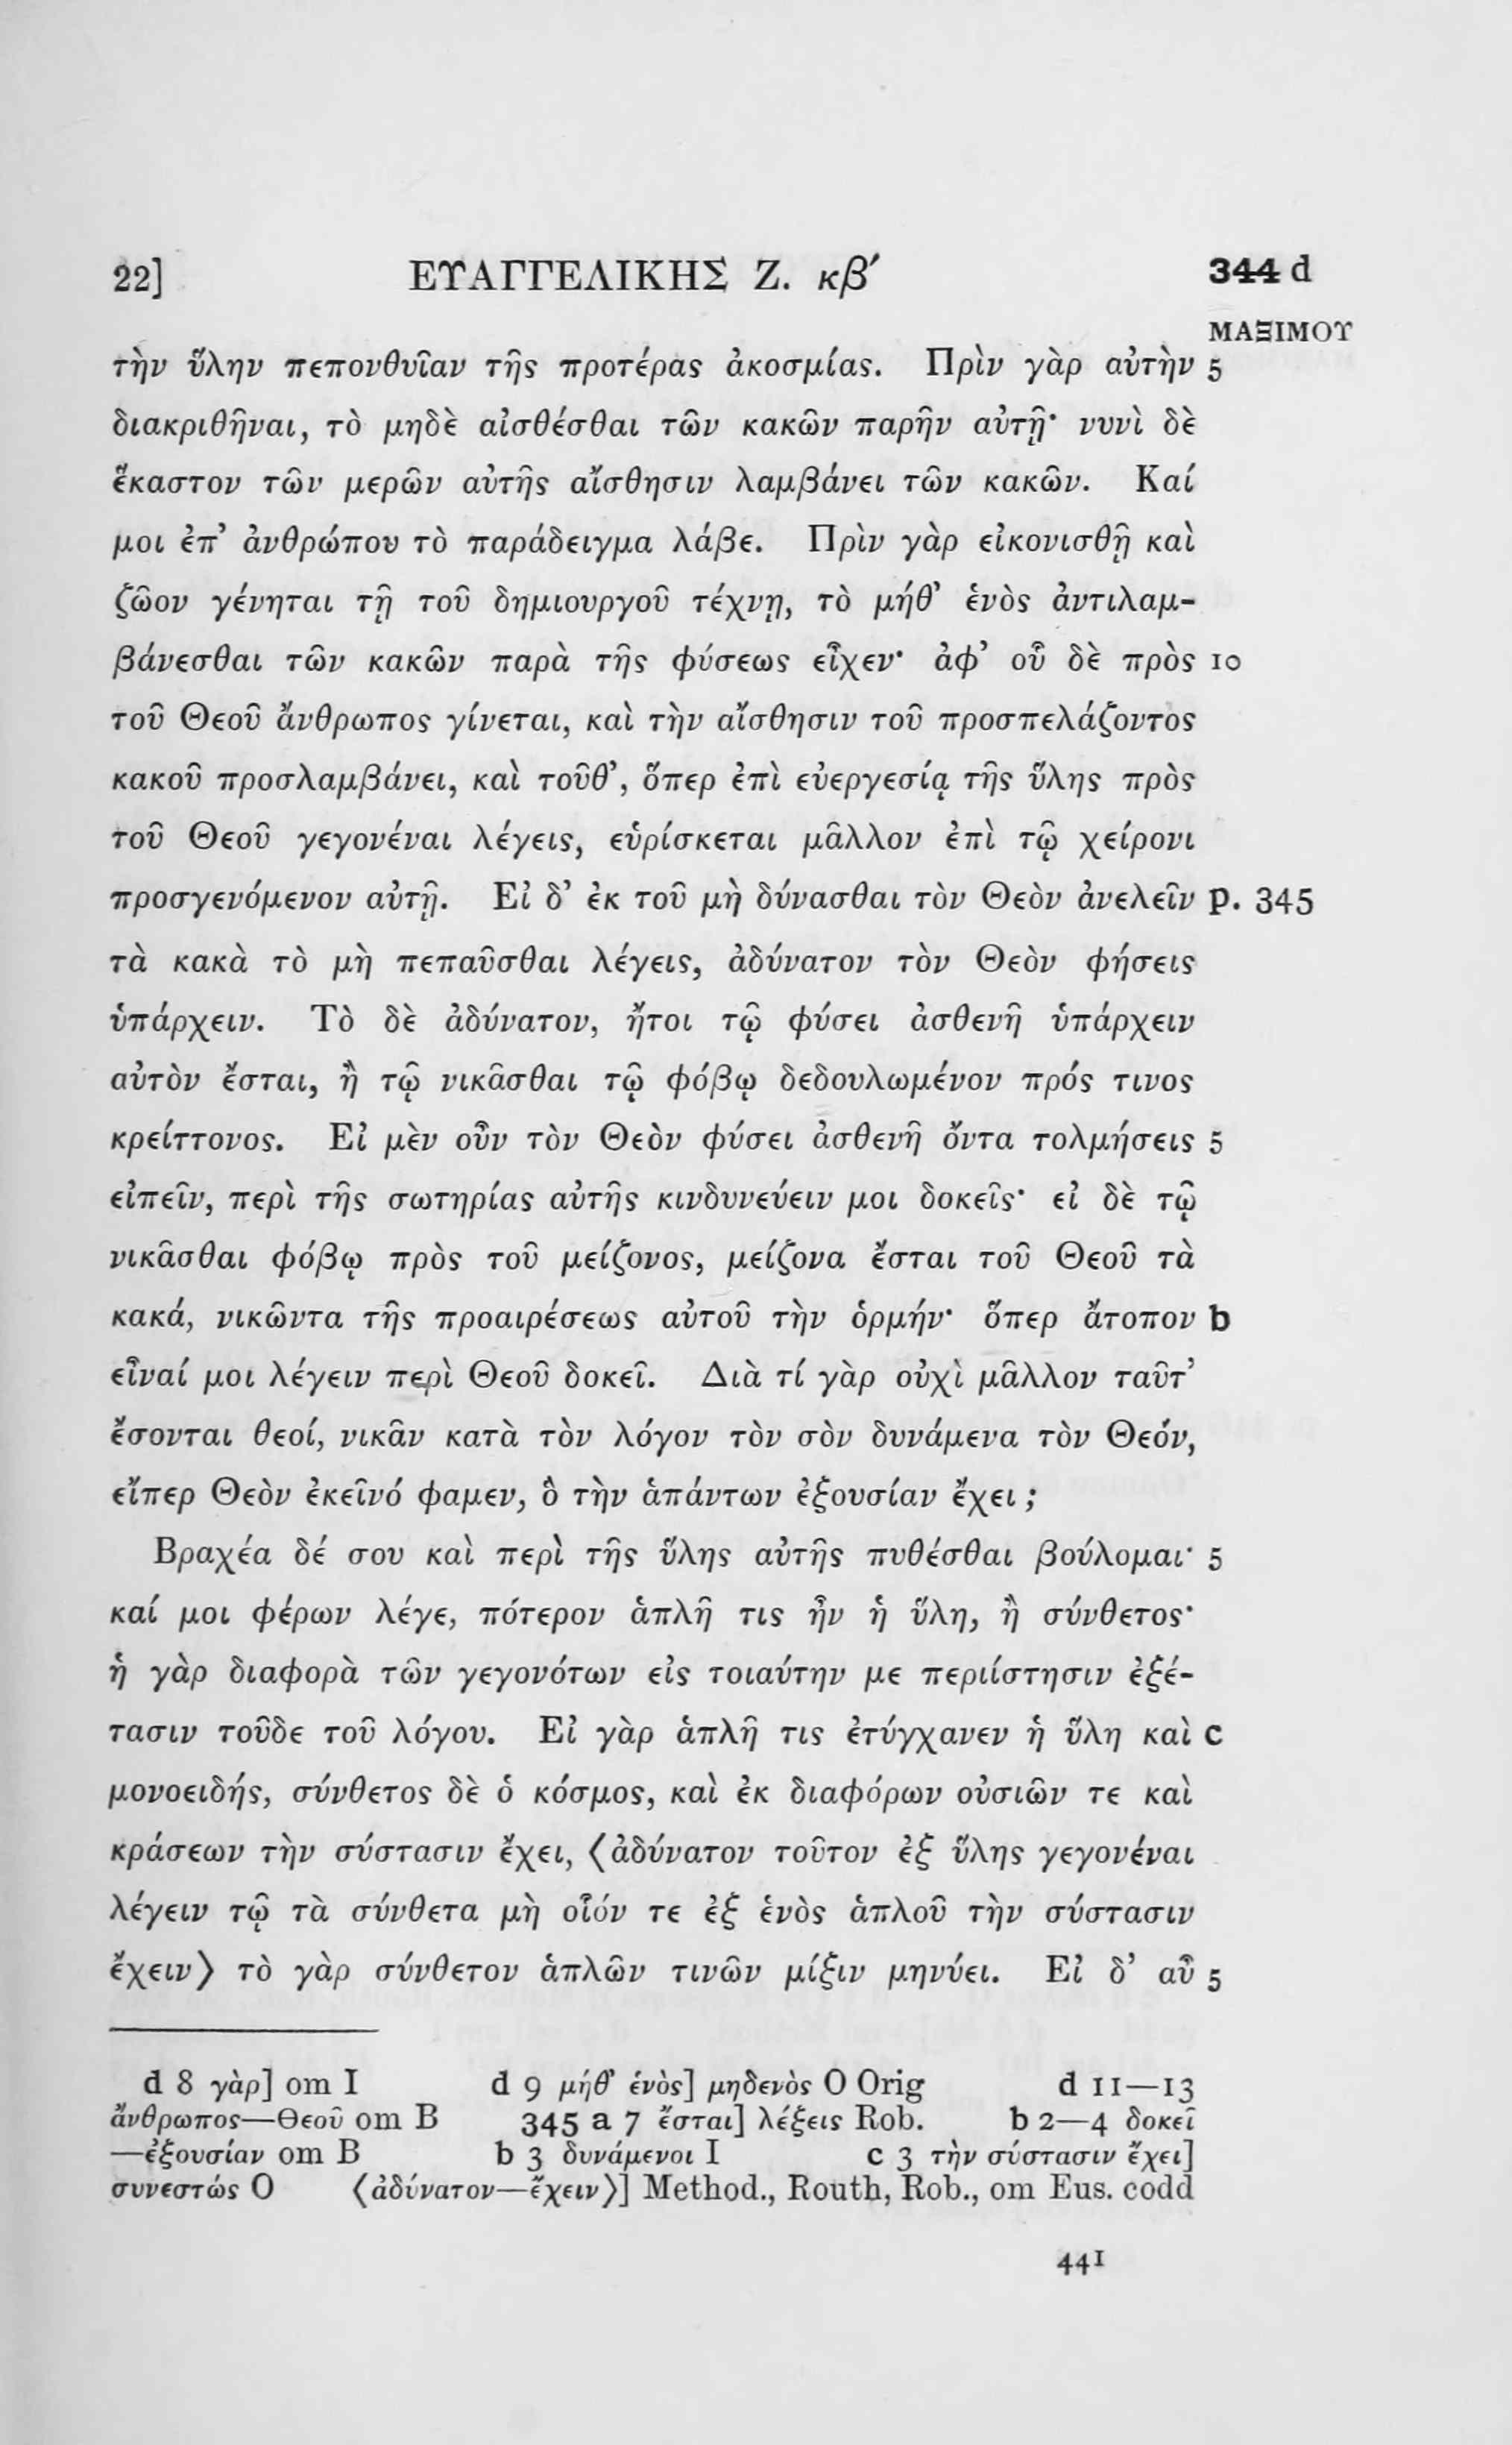 22] ΕΥΑΓΓΕΛΙΚΗΣ Ζ. κβ′ 344 d
ΜΑΞΙΜΟΥ
τὴν ὕλην πεπονθυῖαν τῆς προτέρας ἀκοσμίας. Πρὶν γὰρ αὐτὴν 5
διακριθῆναι, τὸ μηδὲ αἰσθέσθαι τῶν κακῶν παρῆν αὐτῇ· νυνὶ δὲ
ἕκαστον τῶν μερῶν αὐτῆς αἴσθησιν λαμβάνει τῶν κακῶν. Καί
μοι ἐπ’ ἀνθρώπου τὸ παράδειγμα λάβε. Πρὶν γὰρ εἰκονισθῇ καὶ
ζῶον γένηται τῇ τοῦ δημιουργοῦ τέχνῃ, τὸ μήθ’ ἑνὸς ἀντιλαμ-
βάνεσθαι τῶν κακῶν παρὰ τῆς φύσεως εἶχεν· ἀφ’ οὗ δὲ πρὸς 10
τοῦ Θεοῦ ἄνθρωπος γίνεται, καὶ τὴν αἴσθησιν τοῦ προσπελάζοντος
κακοῦ προσλαμβάνει, καὶ τοῦθ’, ὅπερ ἐπὶ εὐεργεσίᾳ τῆς ὕλης πρὸς
τοῦ Θεοῦ γεγονέναι λέγεις, εὑρίσκεται μᾶλλον ἐπὶ τῷ χείρονι
προσγενόμενον αὐτῇ. Εἰ δ’ ἐκ τοῦ μὴ δύνασθαι τὸν Θεὸν ἀνελεῖν p. 345
τὰ κακὰ τὸ μὴ πεπαῦσθαι λέγεις, ἀδύνατον τὸν Θεὸν φήσεις
ὑπάρχειν. Τὸ δὲ ἀδύνατον, ἤτοι τῷ φύσει ἀσθενῆ ὑπάρχειν
αὐτὸν ἔσται, ἢ τῷ νικᾶσθαι τῷ φόβῳ δεδουλωμένον πρός τινος
κρείττονος. Εἰ μὲν οὖν τὸν Θεὸν φύσει ἀσθενῆ ὄντα τολμήσεις 5
εἰπεῖν, περὶ τῆς σωτηρίας αὐτῆς κινδυνεύειν μοι δοκεῖς· εἰ δὲ τῷ
νικᾶσθαι φόβῳ πρὸς τοῦ μείζονος, μείζονα ἔσται τοῦ Θεοῦ τὰ
κακά, νικῶντα τῆς προαιρέσεως αὐτοῦ τὴν ὁρμήν· ὅπερ ἄτοπον b
εἶναί μοι λέγειν περὶ Θεοῦ δοκεῖ. Διὰ τί γὰρ οὐχὶ μᾶλλον ταῦτ’
ἔσονται θεοί, νικᾶν κατὰ τὸν λόγον τὸν σὸν δυνάμενα τὸν Θεόν,
εἴπερ Θεὸν ἐκεῖνό φαμεν, ὃ τὴν ἁπάντων ἐξουσίαν ἔχει ;
Βραχέα δέ σου καὶ περὶ τῆς ὕλης αὐτῆς πυθέσθαι βούλομαι· 5
καί μοι φέρων λέγε, πότερον ἁπλῆ τις ἦν ἡ ὕλη, ἢ σύνθετος·
ἡ γὰρ διαφορὰ τῶν γεγονότων εἰς τοιαύτην με περιίστησιν ἐξέ-
τασιν τοῦδε τοῦ λόγου. Εἰ γὰρ ἁπλῆ τις ἐτύγχανεν ἡ ὕλη καὶ c
μονοειδής, σύνθετος δὲ ὁ κόσμος, καὶ ἐκ διαφόρων οὐσιῶν τε καὶ
κράσεων τὴν σύστασιν ἔχει, ⟨ἀδύνατον τοῦτον ἐξ ὕλης γεγονέναι
λέγειν τῷ τὰ σύνθετα μὴ οἷόν τε ἐξ ἑνὸς ἁπλοῦ τὴν σύστασιν
ἔχειν⟩ τὸ γὰρ σύνθετον ἁπλῶν τινῶν μίξιν μηνύει. Εἰ δ’ αὖ 5
d 8 γὰρ] om I d 9 μήθ’ ἑνὸς] μηδενὸς O Orig d 11—13
ἄνθρωπος—Θεοῦ om B 345 a 7 ἔσται] λέξεις Rob. b 2—4 δοκεῖ
—ἐξουσίαν om B b 3 δυνάμενοι I c 3 τὴν σύστασιν ἔχει]
συνεστώς O ⟨ἀδύνατον—ἔχειν⟩] Method., Routh, Rob., om Eus. codd
441